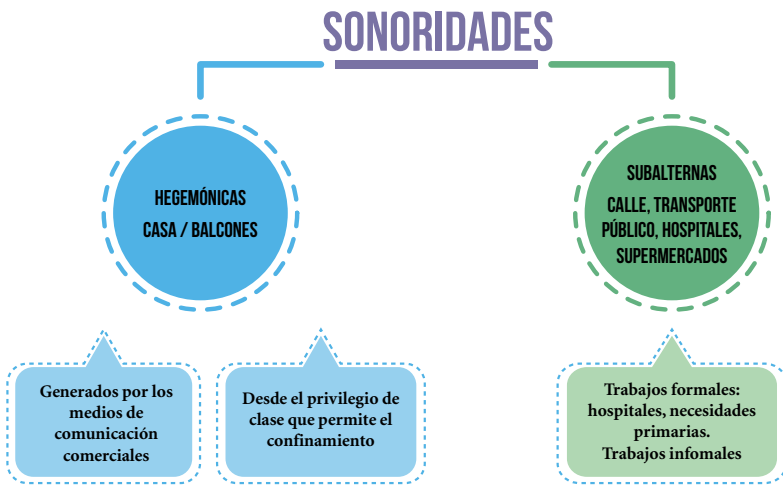 SONORIDADES
HEGEMÓNICAS
CASA / BALCONES
SUBALTERNAS
CALLE, TRANSPORTE
PÚBLICO, HOSPITALES,
SUPERMERCADOS
Generados por los
medios de
comunicación
comerciales
Desde el privilegio de
clase que permite el
confinamiento
Trabajos formales:
hospitales, necesidades
primarias.
Trabajos infomales